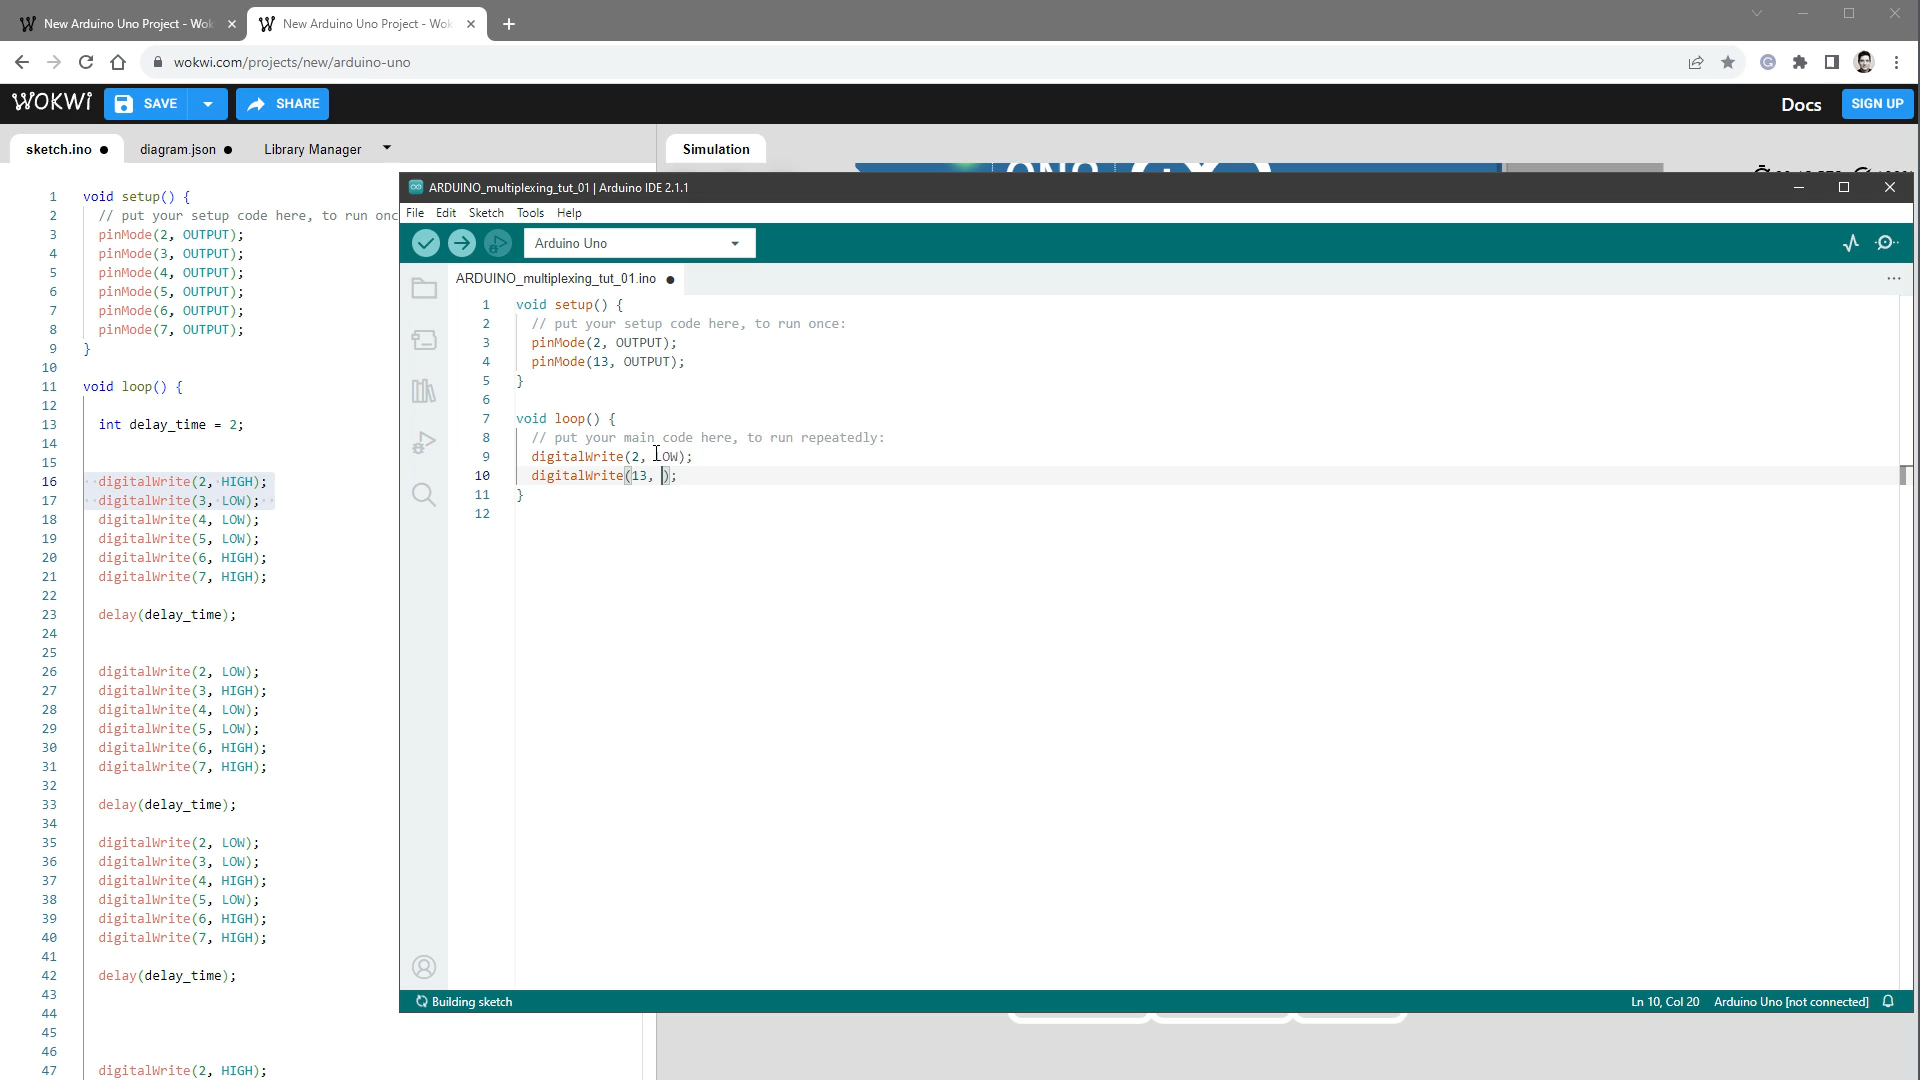 New Arduino Uno Project - Wok
New Arduino Uno Project - Wok
wokwi.com/projects/new/arduino-uno
WOKWI SAVE SHARE Docs SIGN UP
sketch.ino ● diagram.json ● Library Manager Simulation
1 void setup() {
2 // put your setup code here, to run onc
3 pinMode(2, OUTPUT);
4 pinMode(3, OUTPUT);
5 pinMode(4, OUTPUT);
6 pinMode(5, OUTPUT);
7 pinMode(6, OUTPUT);
8 pinMode(7, OUTPUT);
9 }
10
11 void loop() {
12
13 int delay_time = 2;
14
15
16 digitalWrite(2, HIGH);
17 digitalWrite(3, LOW);
18 digitalWrite(4, LOW);
19 digitalWrite(5, LOW);
20 digitalWrite(6, HIGH);
21 digitalWrite(7, HIGH);
22
23 delay(delay_time);
24
25
26 digitalWrite(2, LOW);
27 digitalWrite(3, HIGH);
28 digitalWrite(4, LOW);
29 digitalWrite(5, LOW);
30 digitalWrite(6, HIGH);
31 digitalWrite(7, HIGH);
32
33 delay(delay_time);
34
35 digitalWrite(2, LOW);
36 digitalWrite(3, LOW);
37 digitalWrite(4, HIGH);
38 digitalWrite(5, LOW);
39 digitalWrite(6, HIGH);
40 digitalWrite(7, HIGH);
41
42 delay(delay_time);
43
44
45
46
47 digitalWrite(2, HIGH);
ARDUINO_multiplexing_tut_01 | Arduino IDE 2.1.1
File Edit Sketch Tools Help
Arduino Uno
ARDUINO_multiplexing_tut_01.ino ●
1 void setup() {
2 // put your setup code here, to run once:
3 pinMode(2, OUTPUT);
4 pinMode(13, OUTPUT);
5 }
6
7 void loop() {
8 // put your main code here, to run repeatedly:
9 digitalWrite(2, LOW);
10 digitalWrite(13, );
11 }
12
Building sketch Ln 10, Col 20 Arduino Uno [not connected]